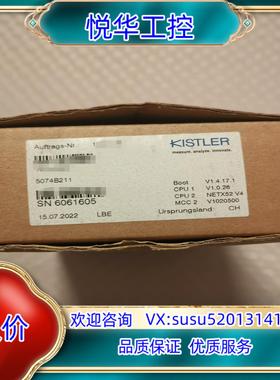 悦华工控
Auftrags-Nr. 1
KISTLER
measure. analyze. innovate.
5074B211
SN 6061605
15.07.2022 LBE
Boot V1.4.17.1
CPU 1 V1.0.26
CPU 2 NETX52 V4
MCC 2 V1020500
Ursprungsland: CH
价
欢迎咨询 VX:susu52013141
品质保证 优质服务